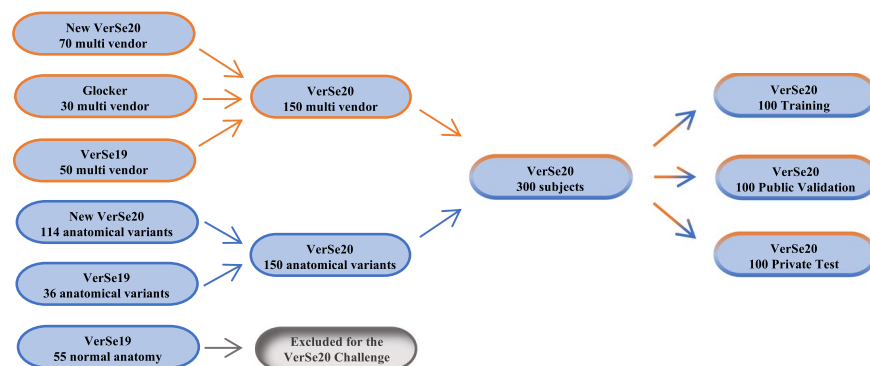 New VerSe20
70 multi vendor
Glocker
30 multi vendor
VerSe19
50 multi vendor
VerSe20
150 multi vendor
New VerSe20
114 anatomical variants
VerSe19
36 anatomical variants
VerSe20
150 anatomical variants
VerSe19
55 normal anatomy
Excluded for the
VerSe20 Challenge
VerSe20
300 subjects
VerSe20
100 Training
VerSe20
100 Public Validation
VerSe20
100 Private Test